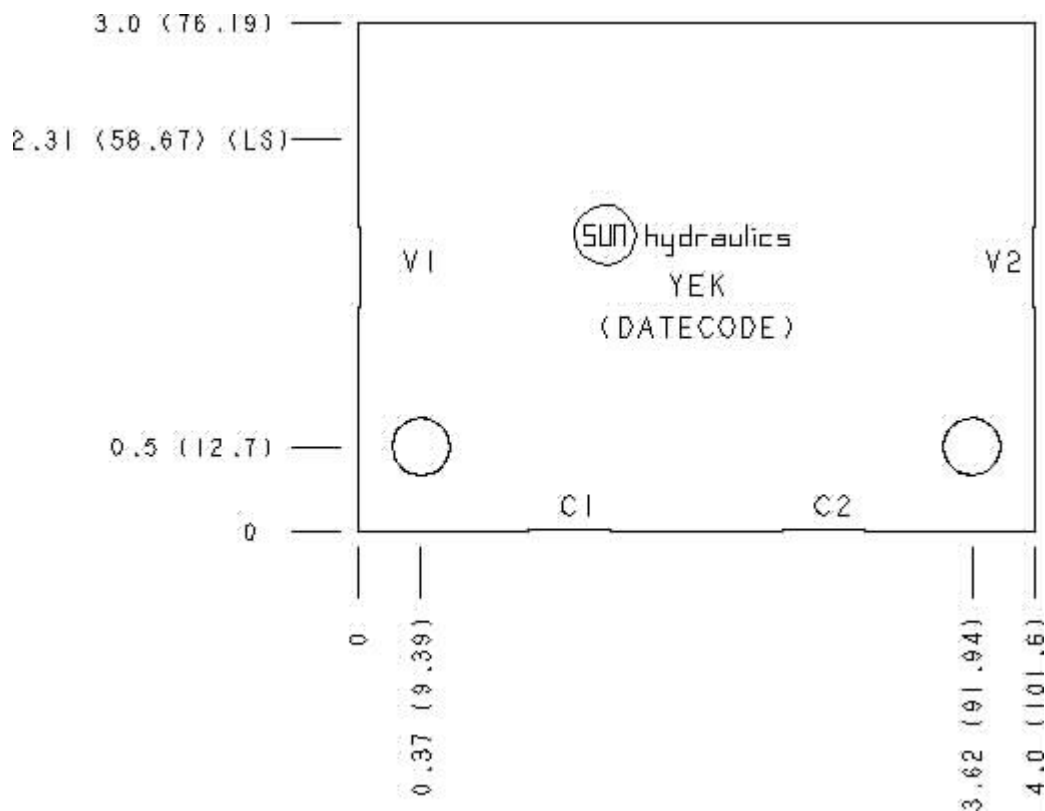 3.0 (76.19)
2.31 (58.67) (LS)
SUN hydraulics
V1
V2
YEK
(DATECODE)
0.5 (12.7)
C1
C2
0
0
0.37 (9.39)
3.62 (91.94)
4.0 (101.6)